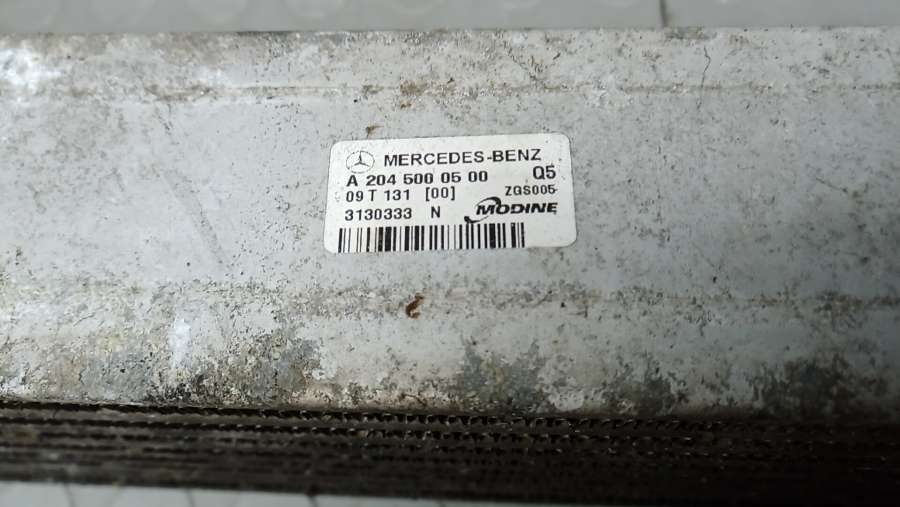 MERCEDES-BENZ
A 204 500 05 00 Q5
09 T 131 [00] ZGS005
3130333 N MODINE